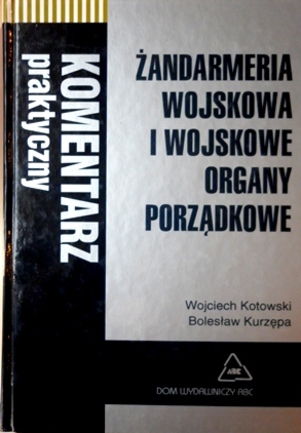 KOMENTARZ
praktyczny
ŻANDARMERIA
WOJSKOWA
I WOJSKOWE
ORGANY
PORZĄDKOWE
Wojciech Kotowski
Bolesław Kurzępa
ABC
DOM WYDAWNICZY ABC